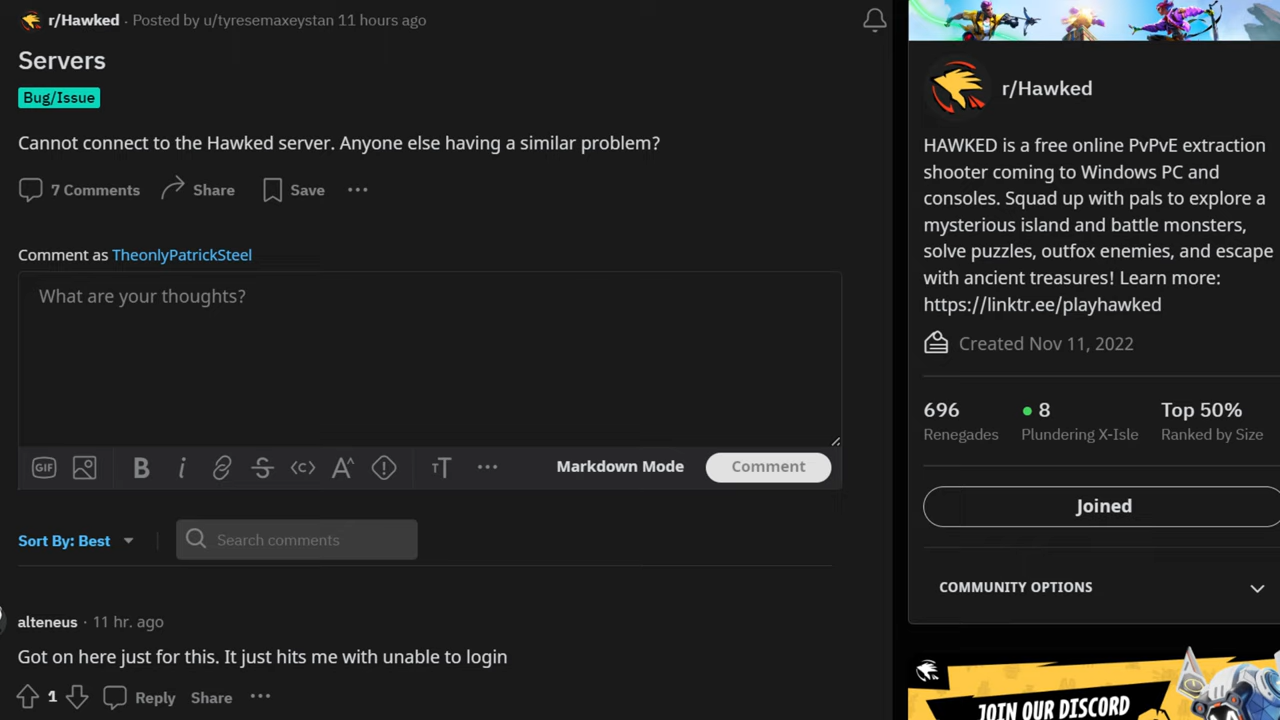 r/Hawked · Posted by u/tyresemaxeystan 11 hours ago
Servers
Bug/Issue
Cannot connect to the Hawked server. Anyone else having a similar problem?
7 Comments Share Save ...
Comment as TheonlyPatrickSteel
What are your thoughts?
GIF B i S <c> A T Markdown Mode Comment
Sort By: Best Search comments
alteneus · 11 hr. ago
Got on here just for this. It just hits me with unable to login
1 Reply Share ...
r/Hawked
HAWKED is a free online PvPvE extraction
shooter coming to Windows PC and
consoles. Squad up with pals to explore a
mysterious island and battle monsters,
solve puzzles, outfox enemies, and escape
with ancient treasures! Learn more:
https://linktr.ee/playhawked
Created Nov 11, 2022
696 8 Top 50%
Renegades Plundering X-Isle Ranked by Size
Joined
COMMUNITY OPTIONS
JOIN OUR DISCORD